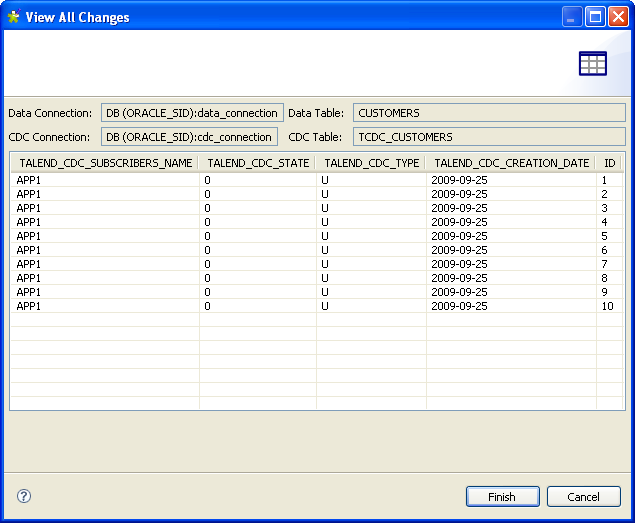 View All Changes
Data Connection: DB (ORACLE_SID):data_connection Data Table: CUSTOMERS
CDC Connection: DB (ORACLE_SID):cdc_connection CDC Table: TCDC_CUSTOMERS
TALEND_CDC_SUBSCRIBERS_NAME TALEND_CDC_STATE TALEND_CDC_TYPE TALEND_CDC_CREATION_DATE ID
APP1 0 U 2009-09-25 1
APP1 0 U 2009-09-25 2
APP1 0 U 2009-09-25 3
APP1 0 U 2009-09-25 4
APP1 0 U 2009-09-25 5
APP1 0 U 2009-09-25 6
APP1 0 U 2009-09-25 7
APP1 0 U 2009-09-25 8
APP1 0 U 2009-09-25 9
APP1 0 U 2009-09-25 10
? Finish Cancel